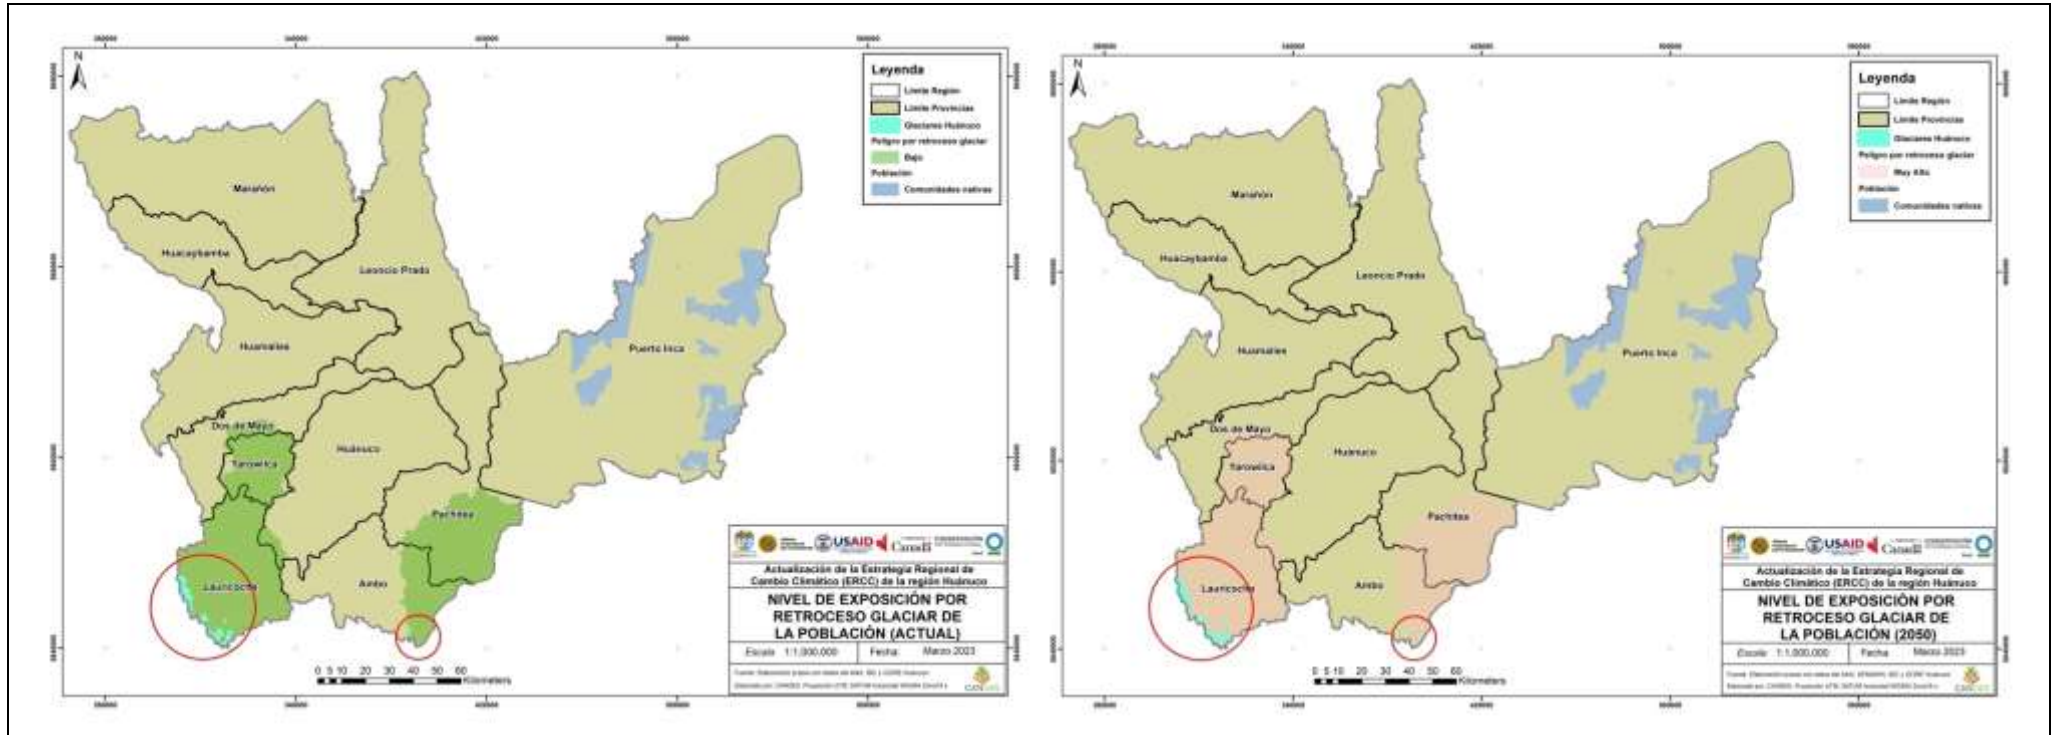 N
Leyenda
Límite Región
Límite Provincias
Glaciares Huánuco
Peligro por retroceso glaciar
Bajo
Población
Comunidades nativas
Marañón
Huacaybamba
Leoncio Prado
Huamalíes
Puerto Inca
Dos de Mayo
Huánuco
Yarowilca
Pachitea
Lauricocha
Ambo
0 5 10 20 30 40 50 60
Kilometers
USAID
Canadä
Actualización de la Estrategia Regional de
Cambio Climático (ERCC) de la región Huánuco
NIVEL DE EXPOSICIÓN POR
RETROCESO GLACIAR DE
LA POBLACIÓN (ACTUAL)
Escala 1:1,000,000 Fecha: Marzo 2023
N
Leyenda
Límite Región
Límite Provincias
Glaciares Huánuco
Peligro por retroceso glaciar
Muy Alto
Población
Comunidades nativas
Marañón
Huacaybamba
Leoncio Prado
Huamalíes
Puerto Inca
Dos de Mayo
Huánuco
Yarowilca
Pachitea
Lauricocha
Ambo
0 5 10 20 30 40 50 60
Kilometers
USAID
Canadä
Actualización de la Estrategia Regional de
Cambio Climático (ERCC) de la región Huánuco
NIVEL DE EXPOSICIÓN POR
RETROCESO GLACIAR DE
LA POBLACIÓN (2050)
Escala 1:1,000,000 Fecha Marzo 2023